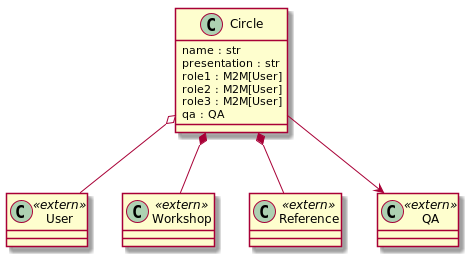 C Circle
name : str
presentation : str
role1 : M2M[User]
role2 : M2M[User]
role3 : M2M[User]
qa : QA
C «extern»
User
C «extern»
Workshop
C «extern»
Reference
C «extern»
QA